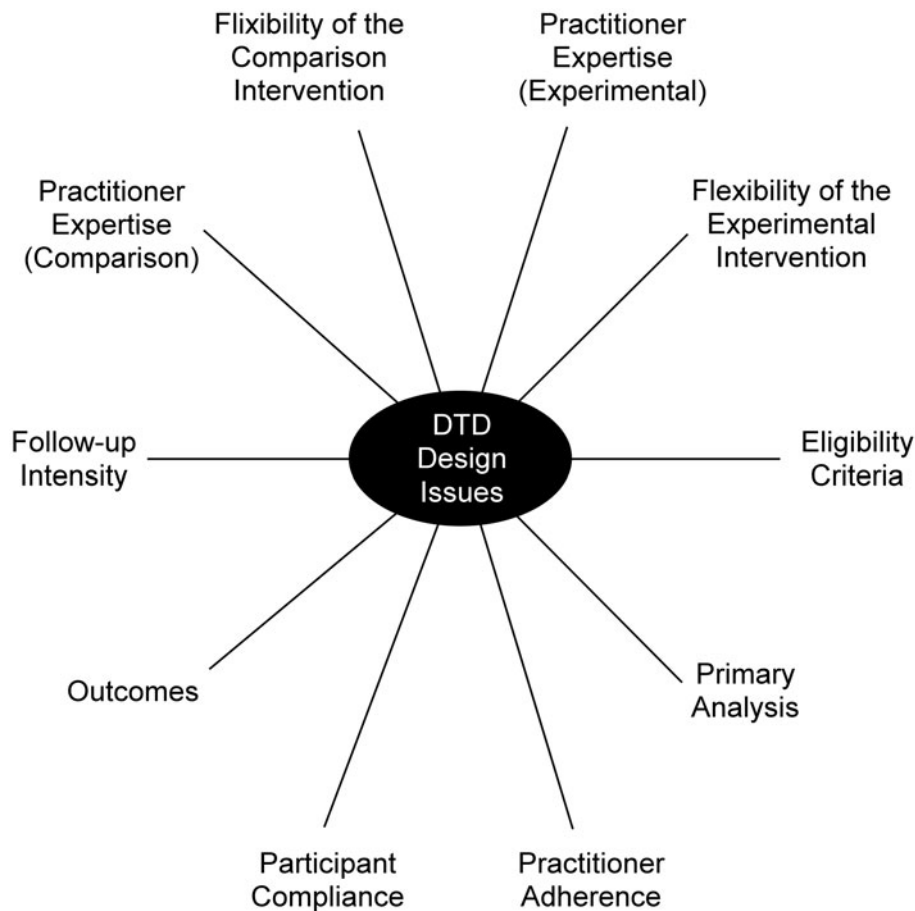 Flixibility of the
Comparison
Intervention
Practitioner
Expertise
(Experimental)
Practitioner
Expertise
(Comparison)
Flexibility of the
Experimental
Intervention
DTD
Design
Issues
Follow-up
Intensity
Eligibility
Criteria
Outcomes
Primary
Analysis
Participant
Compliance
Practitioner
Adherence